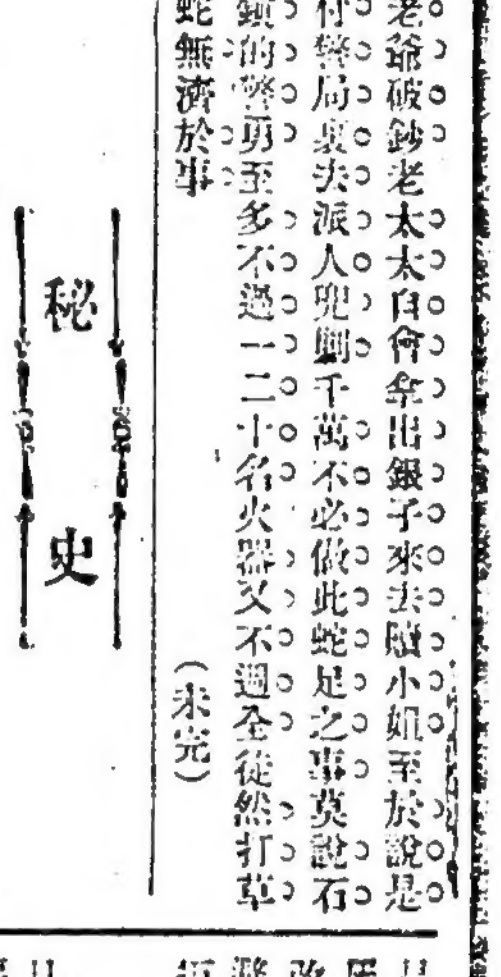 老爺破鈔老太太自會拿出銀子來去贖小姐至於說是
付警局裏去派人兜剿千萬不必做此蛇足之事莫說石
鎮的警勇至多不過一二十名火器又不週全徒然打草
蛇無濟於事
(未完)
秘史